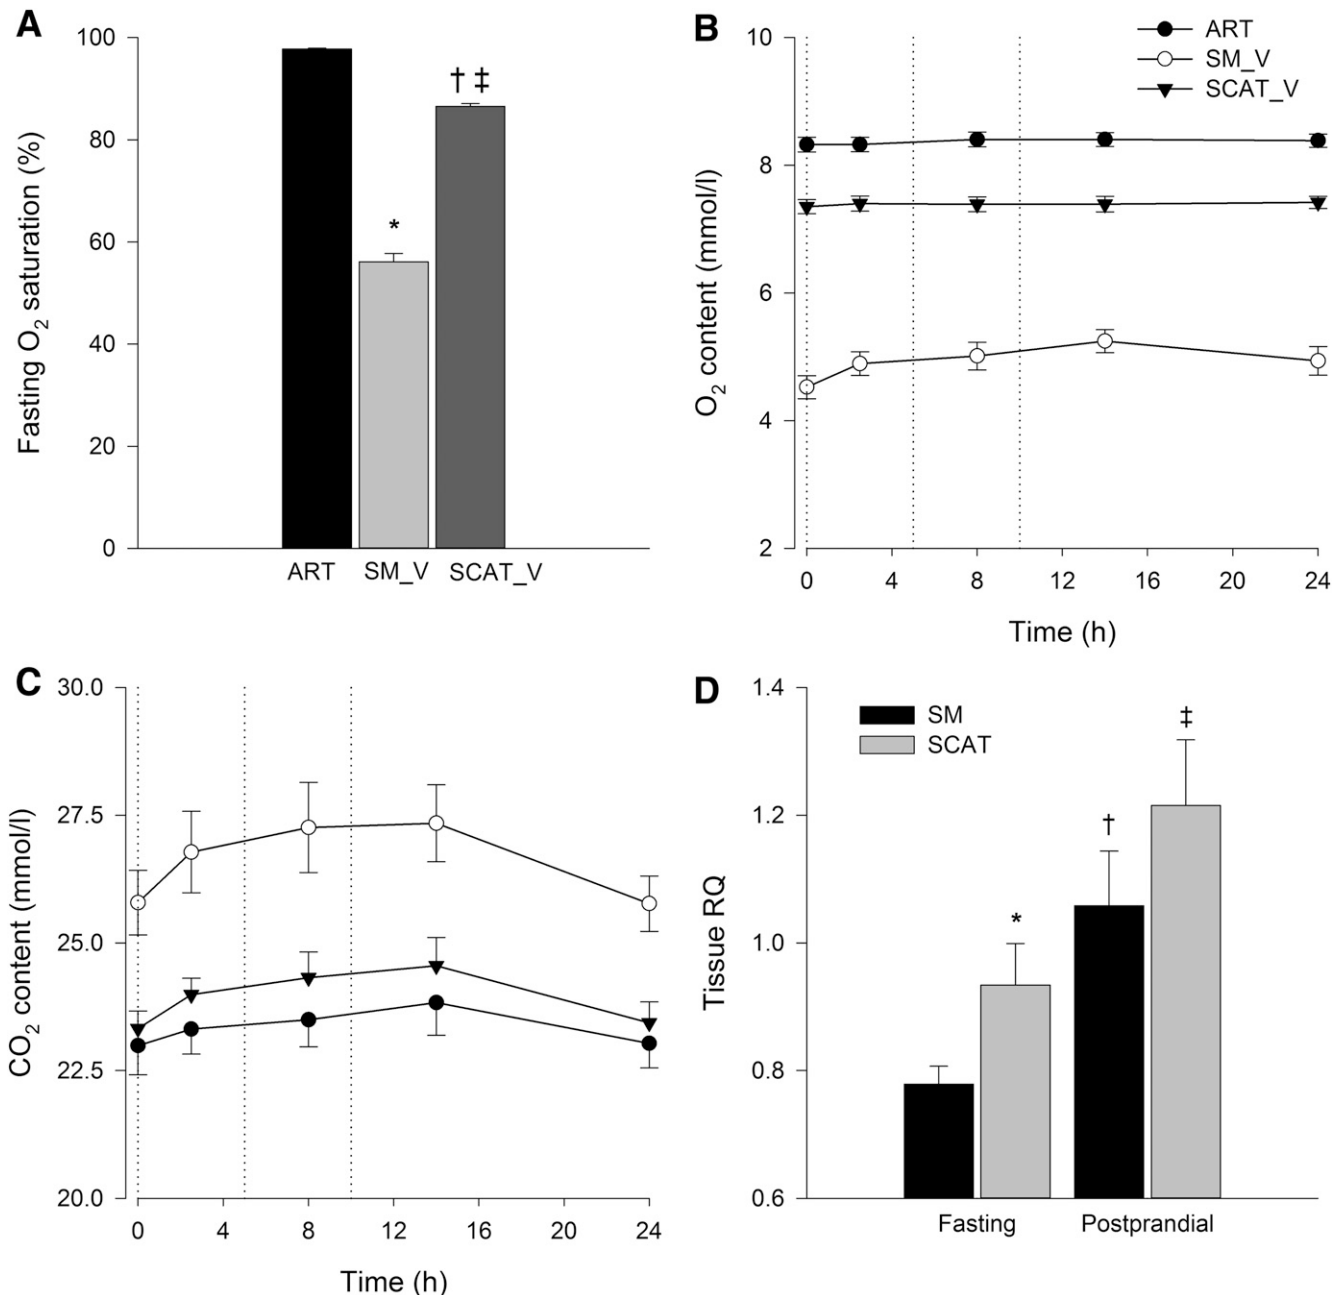 A
Fasting O₂ saturation (%)
100
80
60
40
20
0
* † ‡
ART SM_V SCAT_V
B
ART
SM_V
SCAT_V
O₂ content (mmol/l)
10
8
6
4
2
0 4 8 12 16 20 24
Time (h)
C
CO₂ content (mmol/l)
30.0
27.5
25.0
22.5
20.0
0 4 8 12 16 20 24
Time (h)
D
SM
SCAT
Tissue RQ
1.4
1.2
1.0
0.8
0.6
* † ‡
Fasting Postprandial